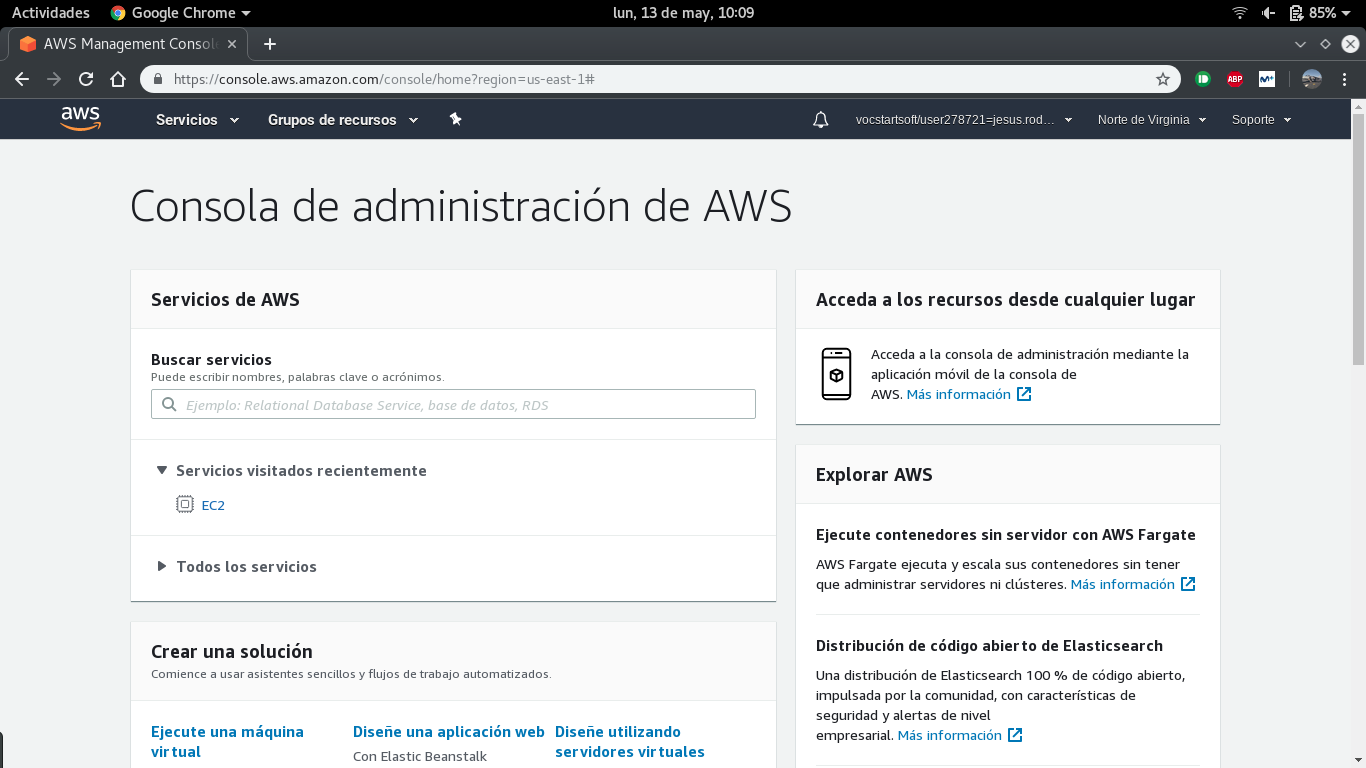 Actividades
Google Chrome
lun, 13 de may, 10:09
85%
AWS Management Consol
https://console.aws.amazon.com/console/home?region=us-east-1#
ABP
M+
aws
Servicios
Grupos de recursos
vocstartsoft/user278721=jesus.rod…
Norte de Virginia
Soporte
Consola de administración de AWS
Servicios de AWS
Buscar servicios
Puede escribir nombres, palabras clave o acrónimos.
Ejemplo: Relational Database Service, base de datos, RDS
Servicios visitados recientemente
EC2
Todos los servicios
Crear una solución
Comience a usar asistentes sencillos y flujos de trabajo automatizados.
Ejecute una máquina
virtual
Diseñe una aplicación web
Con Elastic Beanstalk
Diseñe utilizando
servidores virtuales
Acceda a los recursos desde cualquier lugar
Acceda a la consola de administración mediante la
aplicación móvil de la consola de
AWS. Más información
Explorar AWS
Ejecute contenedores sin servidor con AWS Fargate
AWS Fargate ejecuta y escala sus contenedores sin tener
que administrar servidores ni clústeres. Más información
Distribución de código abierto de Elasticsearch
Una distribución de Elasticsearch 100 % de código abierto,
impulsada por la comunidad, con características de
seguridad y alertas de nivel
empresarial. Más información